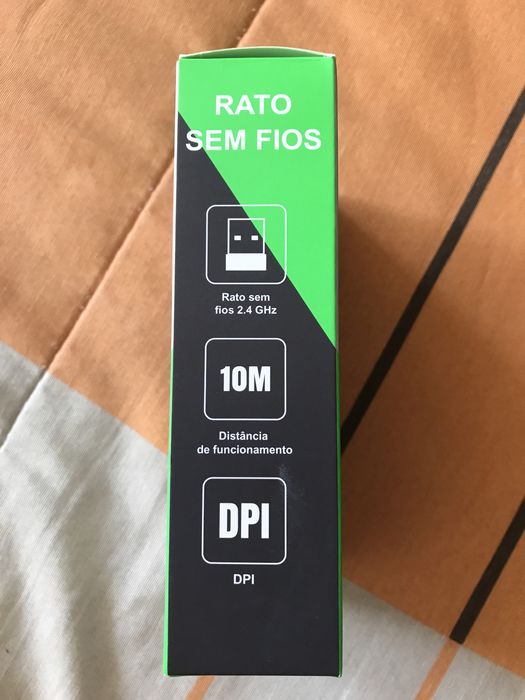 RATO
SEM FIOS
Rato sem
fios 2.4 GHz
10M
Distância
de funcionamento
DPI
DPI